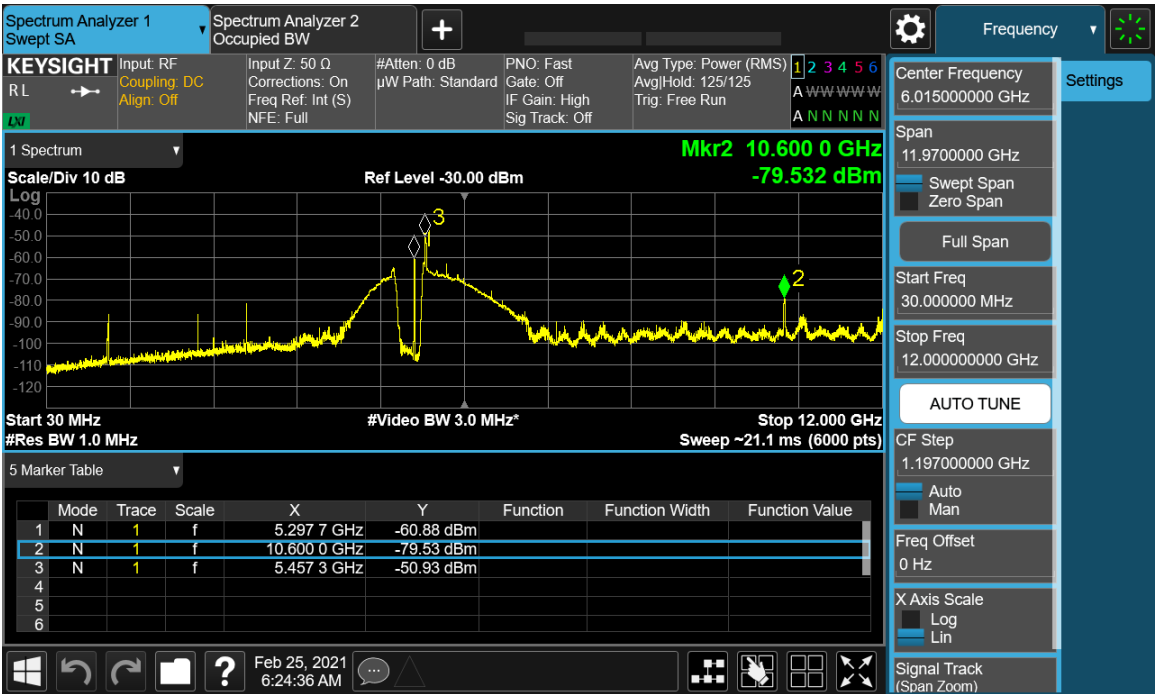 Spectrum Analyzer 1
Swept SA
Spectrum Analyzer 2
Occupied BW
+
Frequency
KEYSIGHT
RL
LXI
Input: RF
Coupling: DC
Align: Off
Input Z: 50 Ω
Corrections: On
Freq Ref: Int (S)
NFE: Full
#Atten: 0 dB
µW Path: Standard
PNO: Fast
Gate: Off
IF Gain: High
Sig Track: Off
Avg Type: Power (RMS)
Avg|Hold: 125/125
Trig: Free Run
1 2 3 4 5 6
A W W W W W
A N N N N N
1 Spectrum
Scale/Div 10 dB
Ref Level -30.00 dBm
Mkr2 10.600 0 GHz
-79.532 dBm
Log
-40.0
-50.0
-60.0
-70.0
-80.0
-90.0
-100
-110
-120
3
2
Start 30 MHz
#Res BW 1.0 MHz
#Video BW 3.0 MHz*
Stop 12.000 GHz
Sweep ~21.1 ms (6000 pts)
5 Marker Table
Mode Trace Scale X Y Function Function Width Function Value
1 N 1 f 5.297 7 GHz -60.88 dBm
2 N 1 f 10.600 0 GHz -79.53 dBm
3 N 1 f 5.457 3 GHz -50.93 dBm
4
5
6
Center Frequency
6.015000000 GHz
Settings
Span
11.9700000 GHz
Swept Span
Zero Span
Full Span
Start Freq
30.000000 MHz
Stop Freq
12.000000000 GHz
AUTO TUNE
CF Step
1.197000000 GHz
Auto
Man
Freq Offset
0 Hz
X Axis Scale
Log
Lin
Signal Track
(Span Zoom)
?
Feb 25, 2021
6:24:36 AM